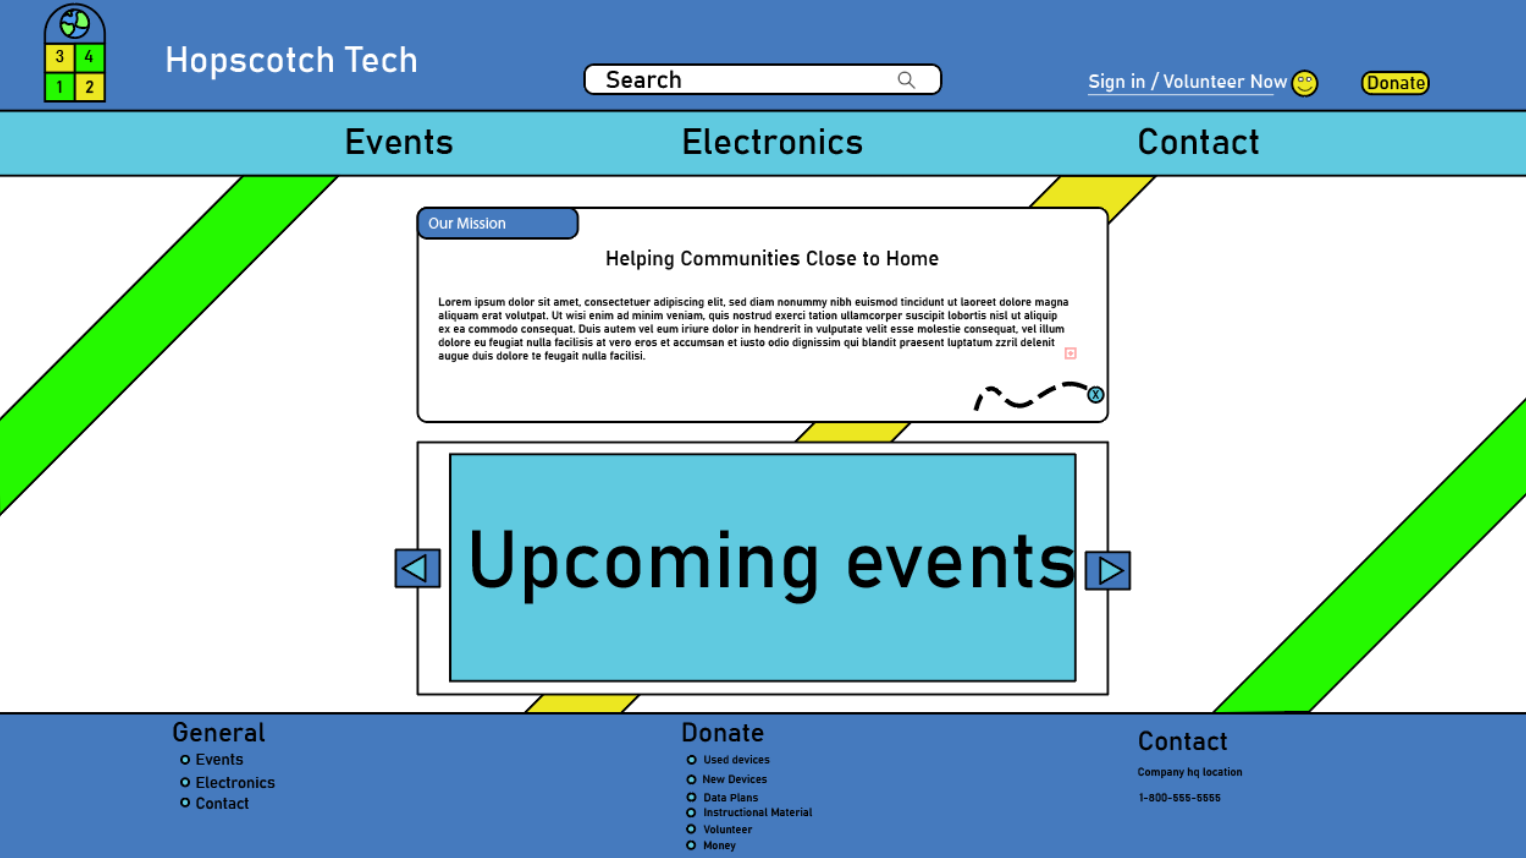 3 4
1 2
Hopscotch Tech
Search
Sign in / Volunteer Now
Donate
Events
Electronics
Contact
Our Mission
Helping Communities Close to Home
Lorem ipsum dolor sit amet, consectetuer adipiscing elit, sed diam nonummy nibh euismod tincidunt ut laoreet dolore magna
aliquam erat volutpat. Ut wisi enim ad minim veniam, quis nostrud exerci tation ullamcorper suscipit lobortis nisl ut aliquip
ex ea commodo consequat. Duis autem vel eum iriure dolor in hendrerit in vulputate velit esse molestie consequat, vel illum
dolore eu feugiat nulla facilisis at vero eros et accumsan et iusto odio dignissim qui blandit praesent luptatum zzril delenit
augue duis dolore te feugait nulla facilisi.
X
Upcoming events
General
Events
Electronics
Contact
Donate
Used devices
New Devices
Data Plans
Instructional Material
Volunteer
Money
Contact
Company hq location
1-800-555-5555